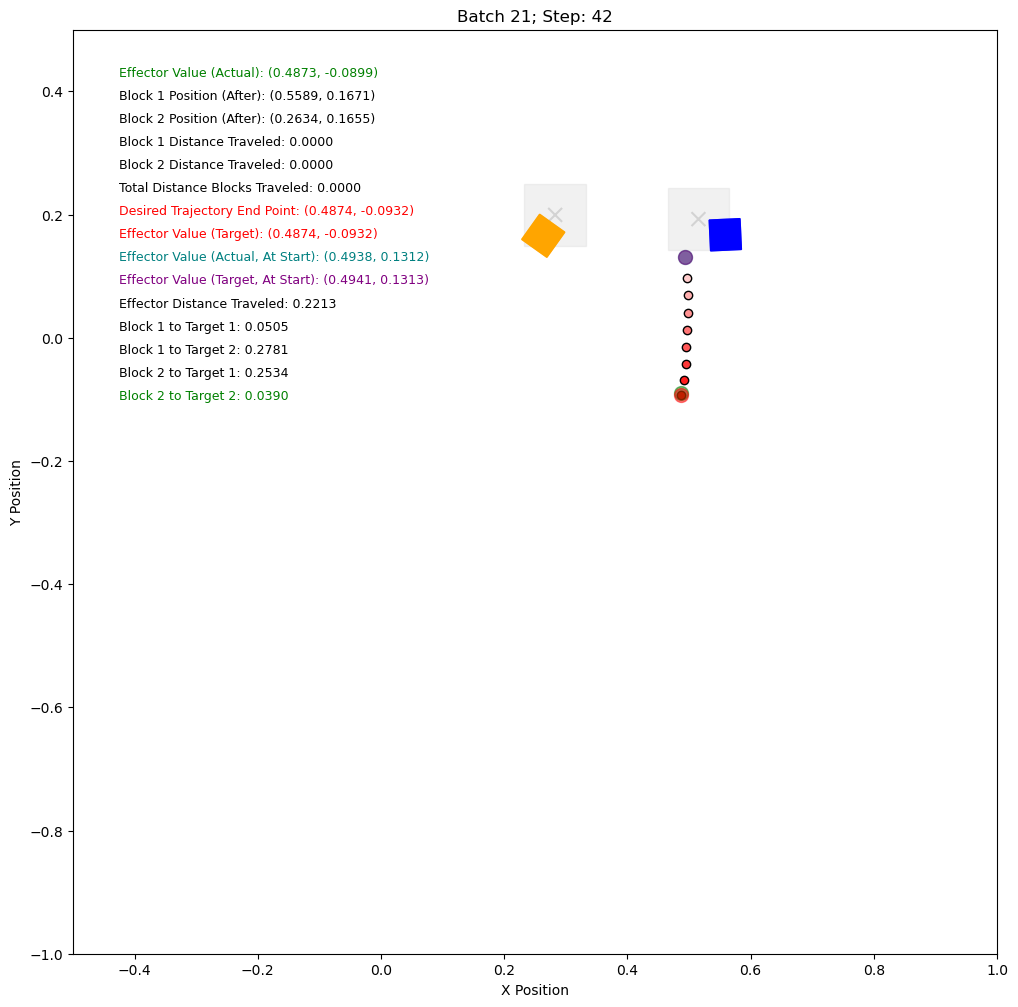 Batch 21; Step: 42
Effector Value (Actual): (0.4873, -0.0899)
Block 1 Position (After): (0.5589, 0.1671)
Block 2 Position (After): (0.2634, 0.1655)
Block 1 Distance Traveled: 0.0000
Block 2 Distance Traveled: 0.0000
Total Distance Blocks Traveled: 0.0000
Desired Trajectory End Point: (0.4874, -0.0932)
Effector Value (Target): (0.4874, -0.0932)
Effector Value (Actual, At Start): (0.4938, 0.1312)
Effector Value (Target, At Start): (0.4941, 0.1313)
Effector Distance Traveled: 0.2213
Block 1 to Target 1: 0.0505
Block 1 to Target 2: 0.2781
Block 2 to Target 1: 0.2534
Block 2 to Target 2: 0.0390
Y Position
0.4
0.2
0.0
−0.2
−0.4
−0.6
−0.8
−1.0
−0.4
−0.2
0.0
0.2
0.4
0.6
0.8
1.0
X Position